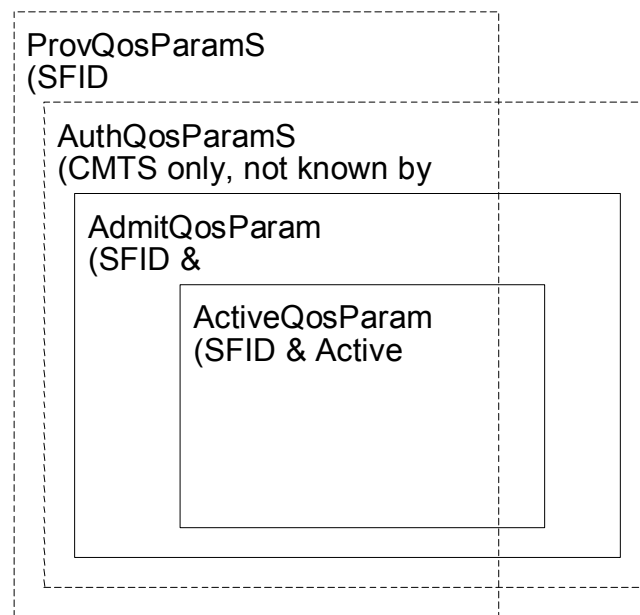 ProvQosParamS
(SFID
AuthQosParamS
(CMTS only, not known by
AdmitQosParam
(SFID &
ActiveQosParam
(SFID & Active